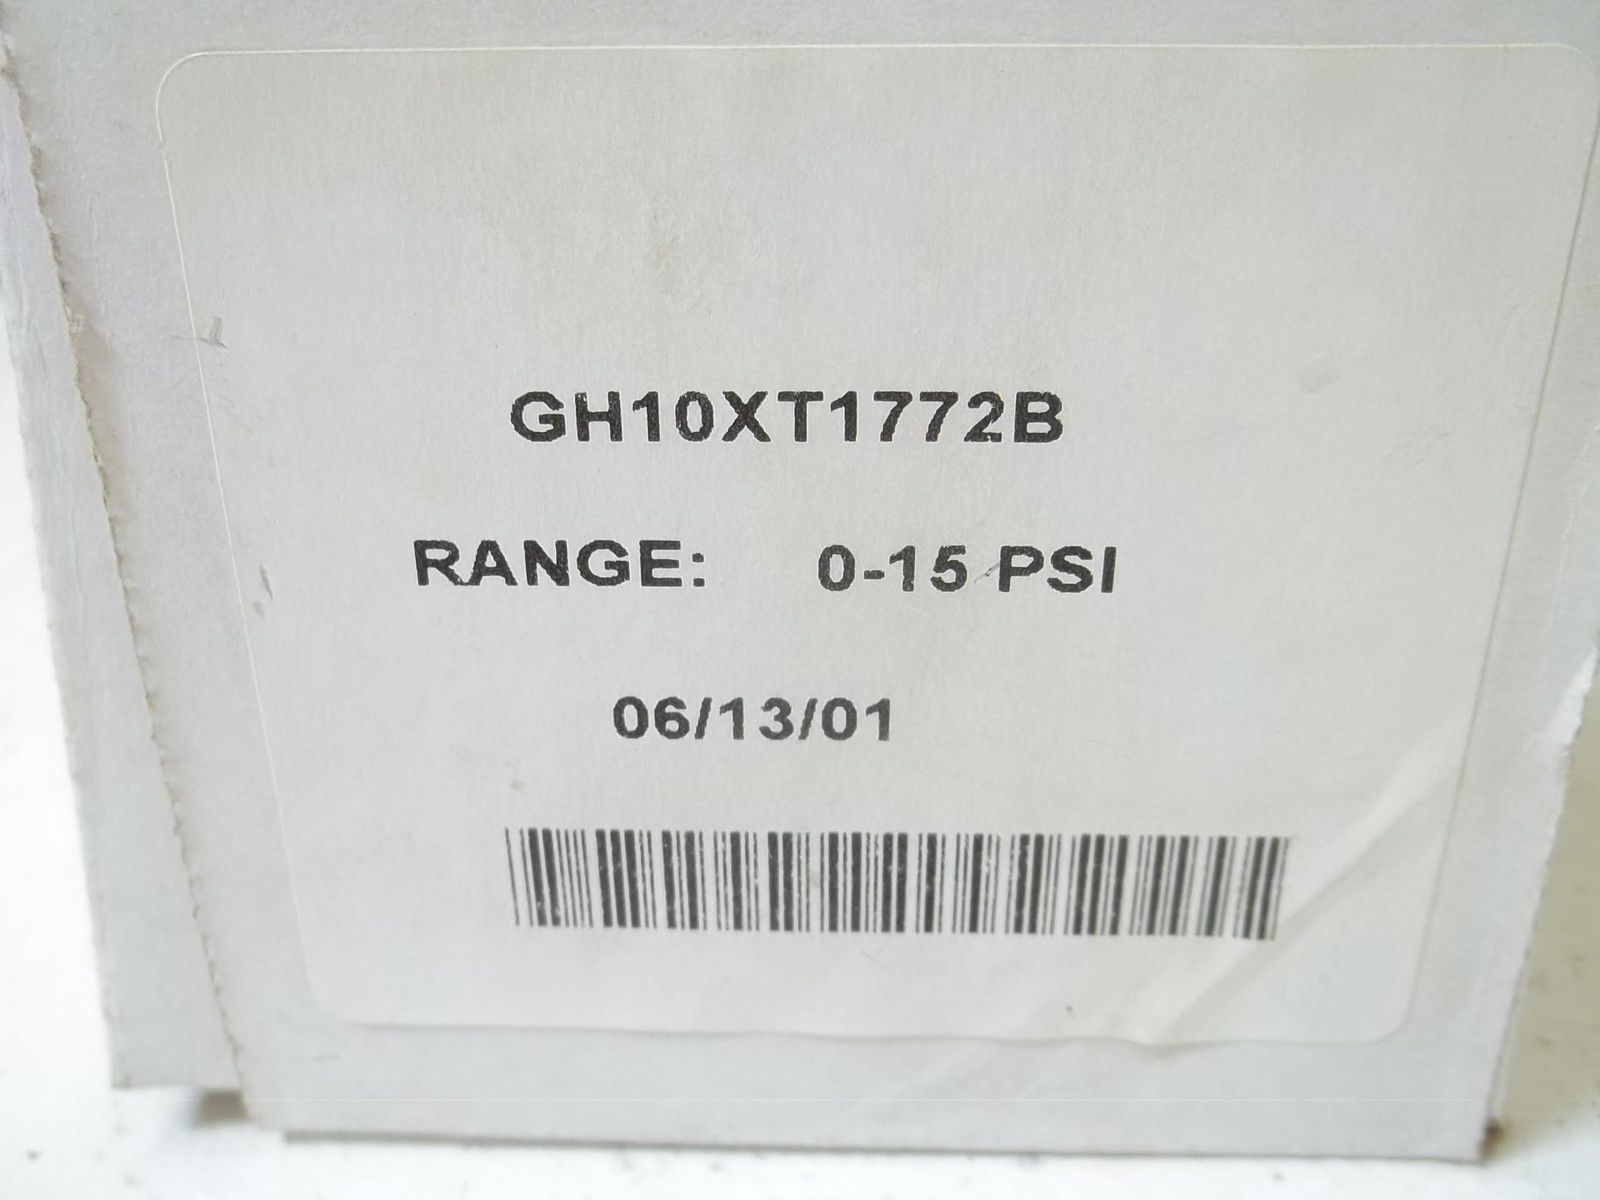 GH10XT1772B
RANGE: 0-15 PSI
06/13/01